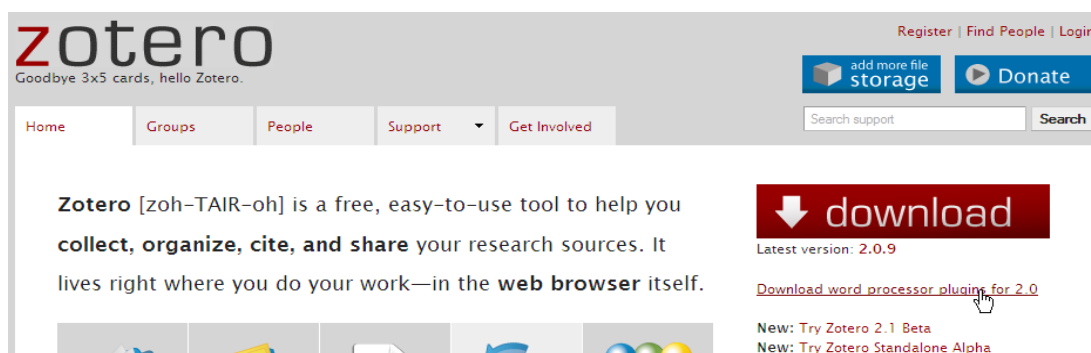 zotero
Goodbye 3x5 cards, hello Zotero.
Register | Find People | Login
add more file
storage
Donate
Home
Groups
People
Support
Get Involved
Search support
Search
Zotero [zoh-TAIR-oh] is a free, easy-to-use tool to help you
collect, organize, cite, and share your research sources. It
lives right where you do your work—in the web browser itself.
download
Latest version: 2.0.9
Download word processor plugins for 2.0
New: Try Zotero 2.1 Beta
New: Try Zotero Standalone Alpha